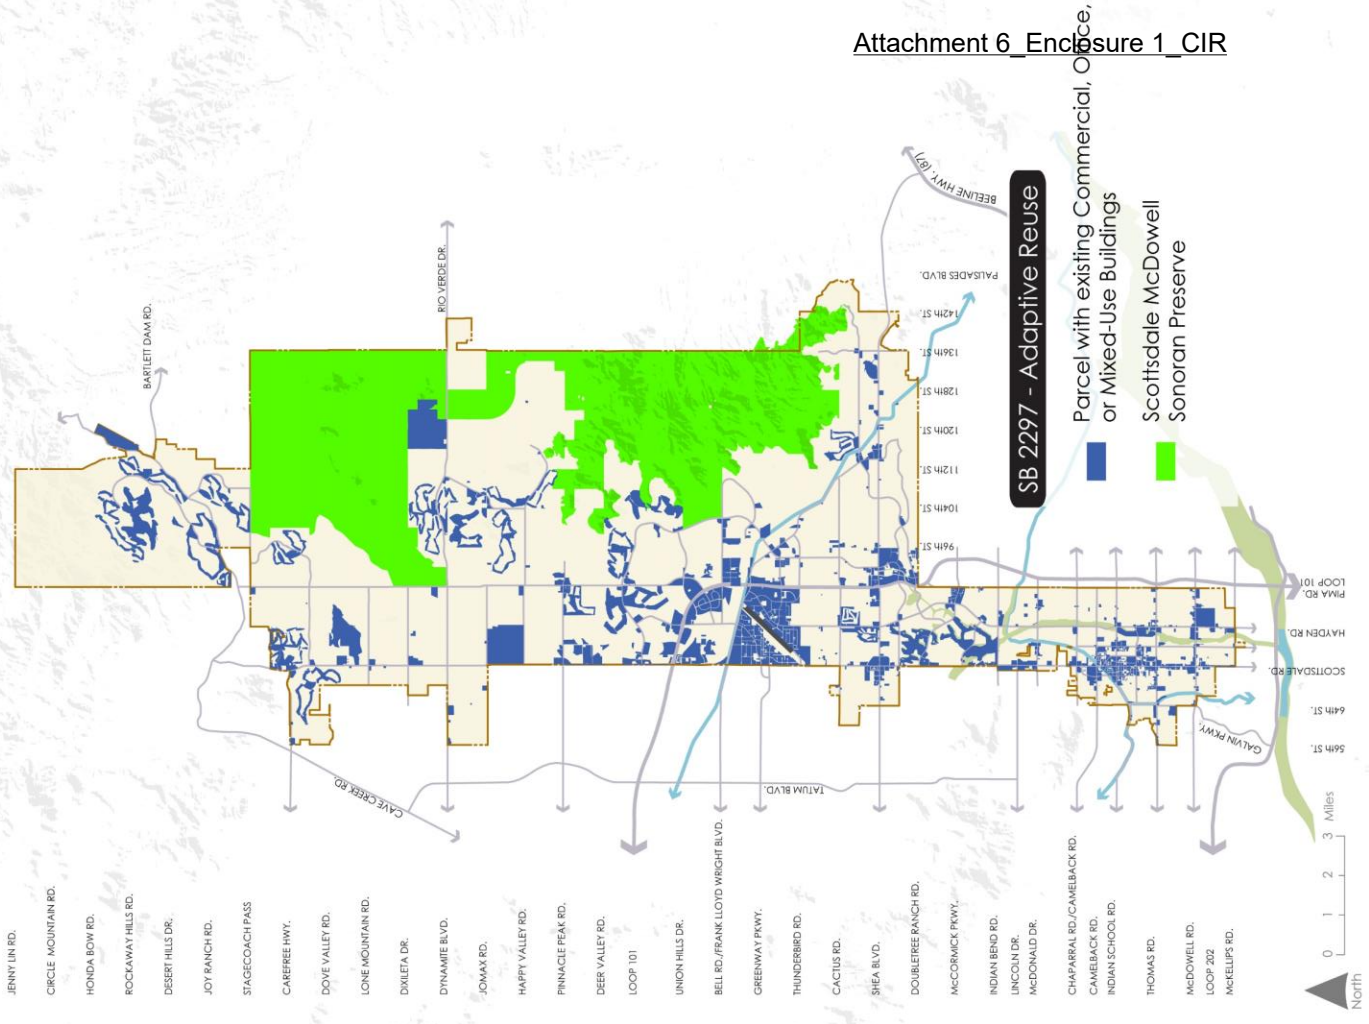 Attachment 6_Enclosure 1_CIR
SB 2297 - Adaptive Reuse
Parcel with existing Commercial, Office,
or Mixed-Use Buildings
Scottsdale McDowell
Sonoran Preserve
BARTLETT DAM RD.
RIO VERDE DR.
BEELINE HWY. (87)
PALISADES BLVD.
142th ST.
136th ST.
128th ST.
120th ST.
112th ST.
104th ST.
96th ST.
LOOP 101
PIMA RD.
HAYDEN RD.
SCOTTSDALE RD.
64th ST.
56th ST.
GALVIN PKWY.
TATUM BLVD.
CAVE CREEK RD.
JENNY LIN RD.
CIRCLE MOUNTAIN RD.
HONDA BOW RD.
ROCKAWAY HILLS RD.
DESERT HILLS DR.
JOY RANCH RD.
STAGECOACH PASS
CAREFREE HWY.
DOVE VALLEY RD.
LONE MOUNTAIN RD.
DIXILETA DR.
DYNAMITE BLVD.
JOMAX RD.
HAPPY VALLEY RD.
PINNACLE PEAK RD.
DEER VALLEY RD.
LOOP 101
UNION HILLS DR.
BELL RD./FRANK LLOYD WRIGHT BLVD.
GREENWAY PKWY.
THUNDERBIRD RD.
CACTUS RD.
SHEA BLVD.
DOUBLETREE RANCH RD.
McCORMICK PKWY.
INDIAN BEND RD.
LINCOLN DR.
McDONALD DR.
CHAPARRAL RD./CAMELBACK RD.
CAMELBACK RD.
INDIAN SCHOOL RD.
THOMAS RD.
McDOWELL RD.
LOOP 202
McKELLIPS RD.
0 1 2 3 Miles
North